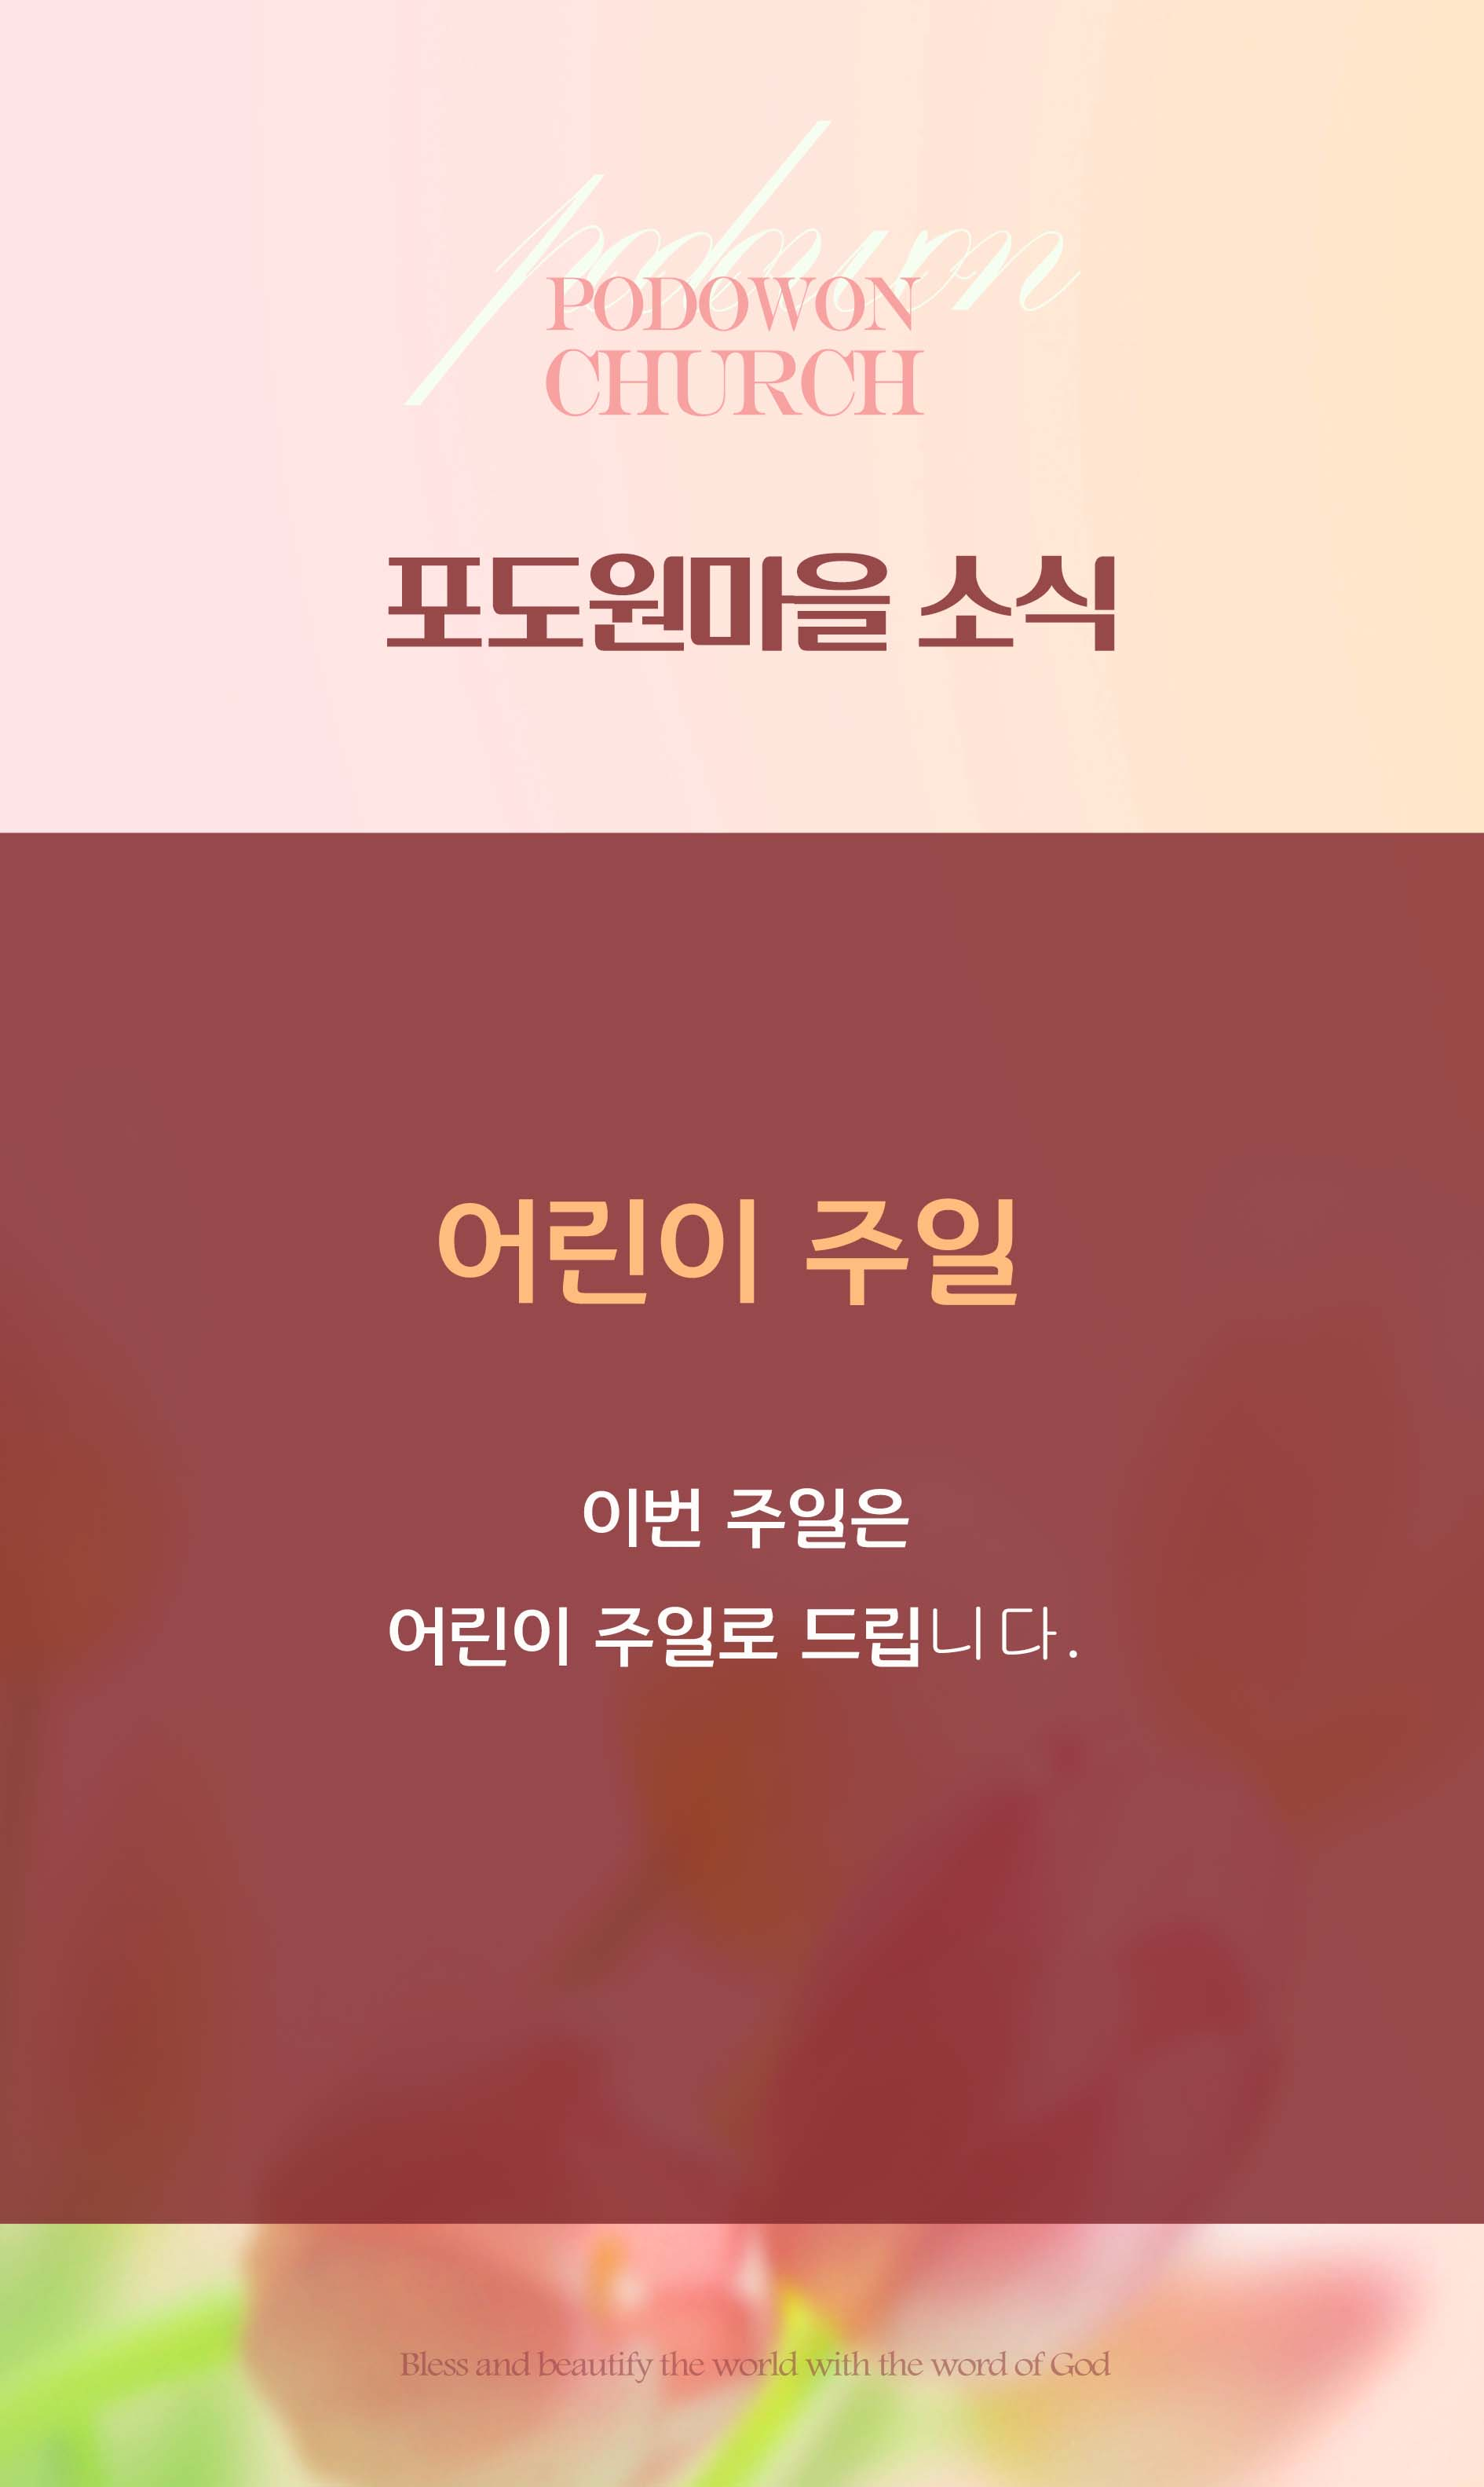 podowon
PODOWON
CHURCH
포도원마을 소식
어린이 주일
이번 주일은
어린이 주일로 드립니다.
Bless and beautify the world with the word of God